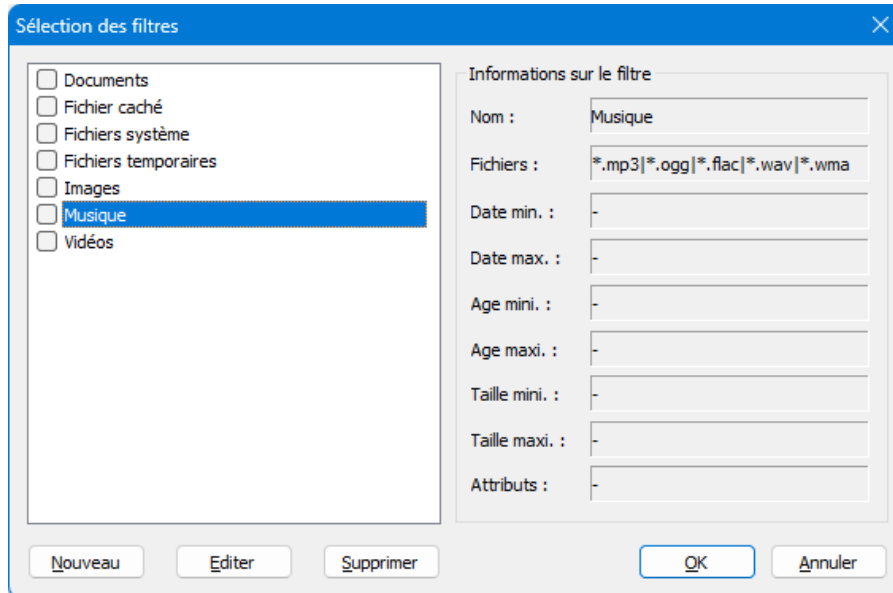 Sélection des filtres
Documents
Fichier caché
Fichiers système
Fichiers temporaires
Images
Musique
Vidéos
Informations sur le filtre
Nom : Musique
Fichiers : *.mp3|*.ogg|*.flac|*.wav|*.wma
Date min. : -
Date max. : -
Age mini. : -
Age maxi. : -
Taille mini. : -
Taille maxi. : -
Attributs : -
Nouveau Editer Supprimer OK Annuler